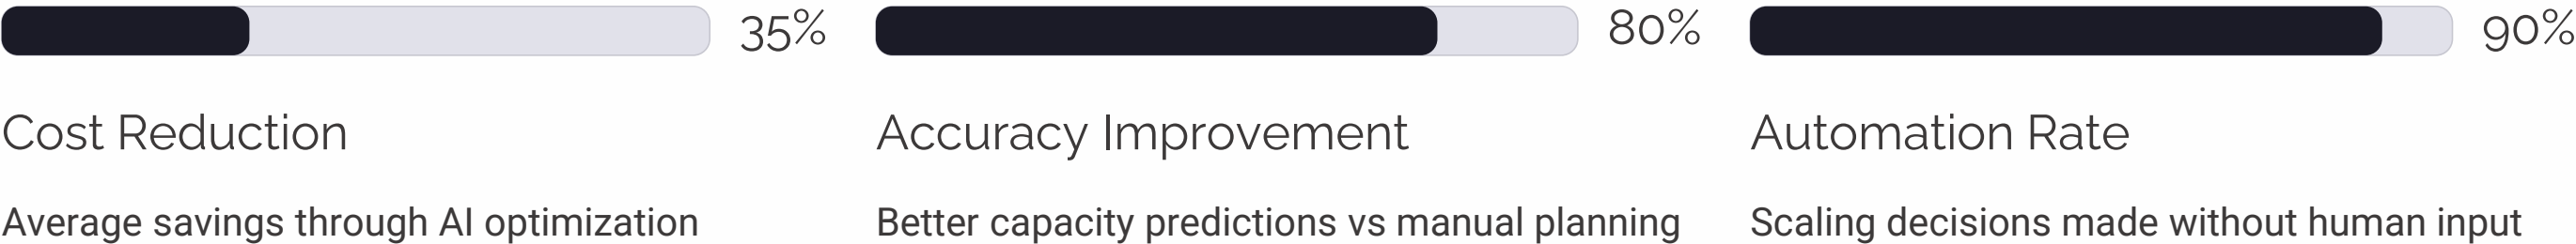 35%
Cost Reduction
Average savings through AI optimization
80%
Accuracy Improvement
Better capacity predictions vs manual planning
90%
Automation Rate
Scaling decisions made without human input